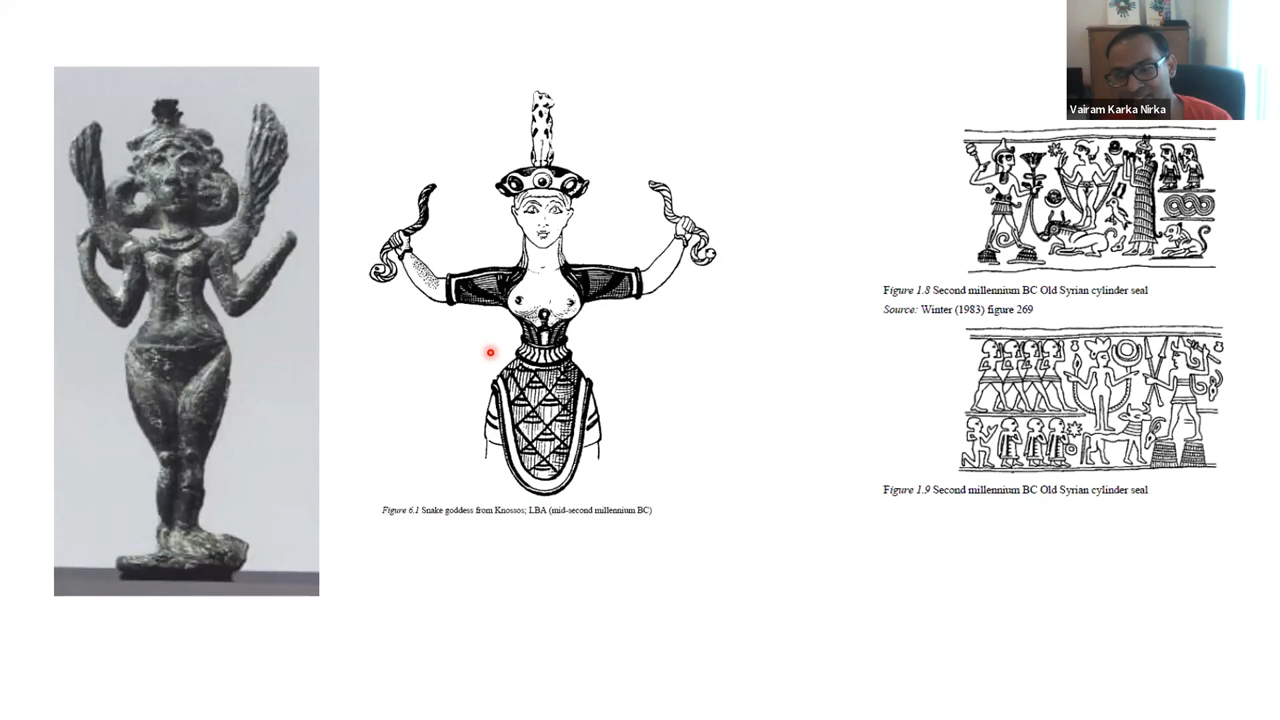 Vairam Karka Nirka
Figure 1.8 Second millennium BC Old Syrian cylinder seal
Source: Winter (1983) figure 269
Figure 6.1 Snake goddess from Knossos; LBA (mid-second millennium BC)
Figure 1.9 Second millennium BC Old Syrian cylinder seal